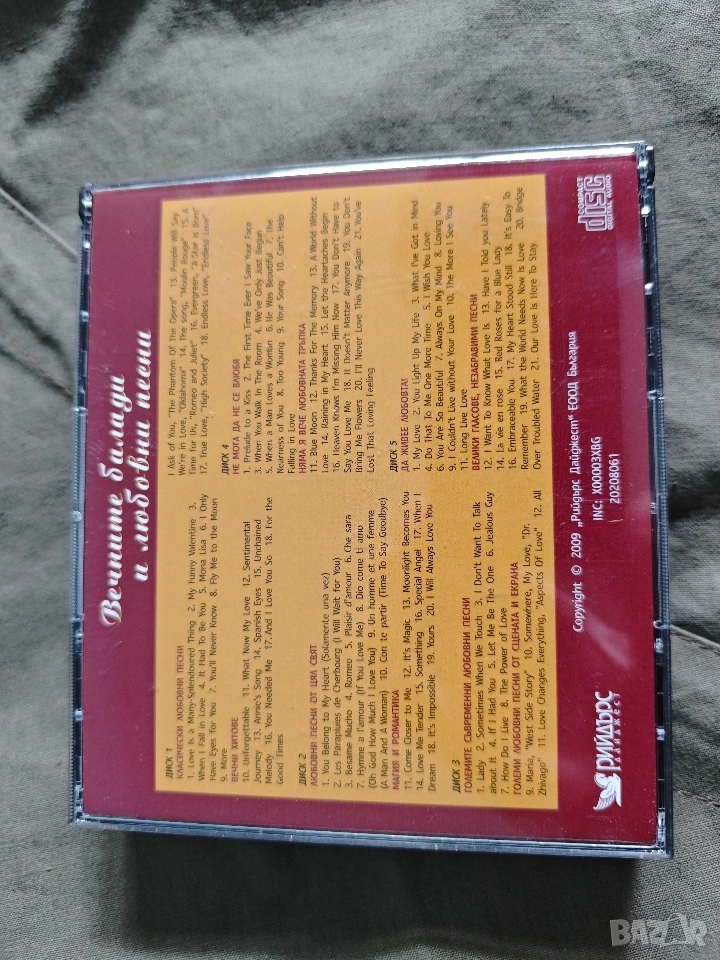 Вечните балади
и любовни песни
ДИСК 1
КЛАСИЧЕСКИ ЛЮБОВНИ ПЕСНИ
1. Love Is a Many-Splendoured Thing 2. My Funny Valentine 3.
When I Fall in Love 4. It Had To Be You 5. Mona Lisa 6. I Only
Have Eyes for You 7. You'll Never Know 8. Fly Me to the Moon
9. More
ВЕЧНИ ХИТОВЕ
10. Unforgettable 11. What Now My Love 12. Sentimental
Journey 13. Annie's Song 14. Spanish Eyes 15. Unchained
Melody 16. You Needed Me 17. And I Love You So 18. For the
Good Times
ДИСК 2
ЛЮБОВНИ ПЕСНИ ОТ ЦЯЛ СВЯТ
1. You Belong to My Heart (Solamente una vez)
2. Les Parapluies de Cherbourg (I Will Wait for You)
3. Besame Mucho 4. Romeo 5. Plaisir d'amour 6. Che sara
7. Hymne a l'amour (If You Love Me) 8. Dio come ti amo
(Oh God How Much I Love You) 9. Un homme et une femme
(A Man And A Woman) 10. Con te partir (Time To Say Goodbye)
МАГИЯ И РОМАНТИКА
11. Come Closer to Me 12. It's Magic 13. Moonlight Becomes You
14. Love Me Tender 15. Something 16. Special Angel 17. When I
Dream 18. It's Impossible 19. Yours 20. I Will Always Love You
ДИСК 3
ГОЛЕМИТЕ СЪВРЕМЕННИ ЛЮБОВНИ ПЕСНИ
1. Lady 2. Sometimes When We Touch 3. I Don't Want To Talk
about It 4. If I Had You 5. Let Me Be The One 6. Jealous Guy
7. How Do I Live 8. The Power of Love
ГОЛЕМИ ЛЮБОВНИ ПЕСНИ ОТ СЦЕНАТА И ЕКРАНА
9. Maria, "West Side Story" 10. Somewhere, My Love, "Dr.
Zhivago" 11. Love Changes Everything, "Aspects Of Love" 12. All
I Ask of You, "The Phantom Of The Opera" 13. People Will Say
We're in Love, "Oklahoma" 14. The song, "Moulin Rouge" 15. A
Time for Us, "Romeo and Juliet" 16. Evergreen, "A Star is Born"
17. True Love, "High Society" 18. Endless Love, "Endless Love"
ДИСК 4
НЕ МОГА ДА НЕ СЕ ВЛЮБЯ
1. Prelude to a Kiss 2. The First Time Ever I Saw Your Face
3. When You Walk In The Room 4. We've Only Just Begun
5. When a Man Loves a Woman 6. He Was Beautiful 7. The
Nearness of You 8. Too Young 9. Your Song 10. Can't Help
Falling in Love
НЯМА Я ВЕЧЕ ЛЮБОВНАТА ТРЪПКА
11. Blue Moon 12. Thanks For The Memory 13. A World Without
Love 14. Raining in My Heart 15. Let the Heartaches Begin
16. Heaven Knows I'm Missing Him Now 17. You Don't Have to
Say You Love Me 18. It Doesn't Matter Anymore 19. You Don't
Bring Me Flowers 20. I'll Never Love This Way Again 21. You've
Lost That Loving Feeling
ДИСК 5
ДА ЖИВЕЕ ЛЮБОВТА!
1. My Love 2. You Light Up My Life 3. What I've Got in Mind
4. Do That To Me One More Time 5. I Wish You Love
6. You Are So Beautiful 7. Always On My Mind 8. Loving You
9. I Couldn't Live without Your Love 10. The More I See You
11. Long Live Love
ВЕЛИКИ ГЛАСОВЕ, НЕЗАБРАВИМИ ПЕСНИ
12. I Want To Know What Love Is 13. Have I Told you Lately
14. La vie en rose 15. Red Roses for a Blue Lady
16. Embraceable You 17. My Heart Stood Still 18. It's Easy To
Remember 19. What the World Needs Now Is Love 20. Bridge
Over Troubled Water 21. Our Love Is Here To Stay
РИЙДЪРС
ДАЙДЖЕСТ
Copyright © 2009 „Рийдърс Дайджест" ЕООД България
INC: X00003XBG
20208061
COMPACT
disc
DIGITAL AUDIO
BAZAR